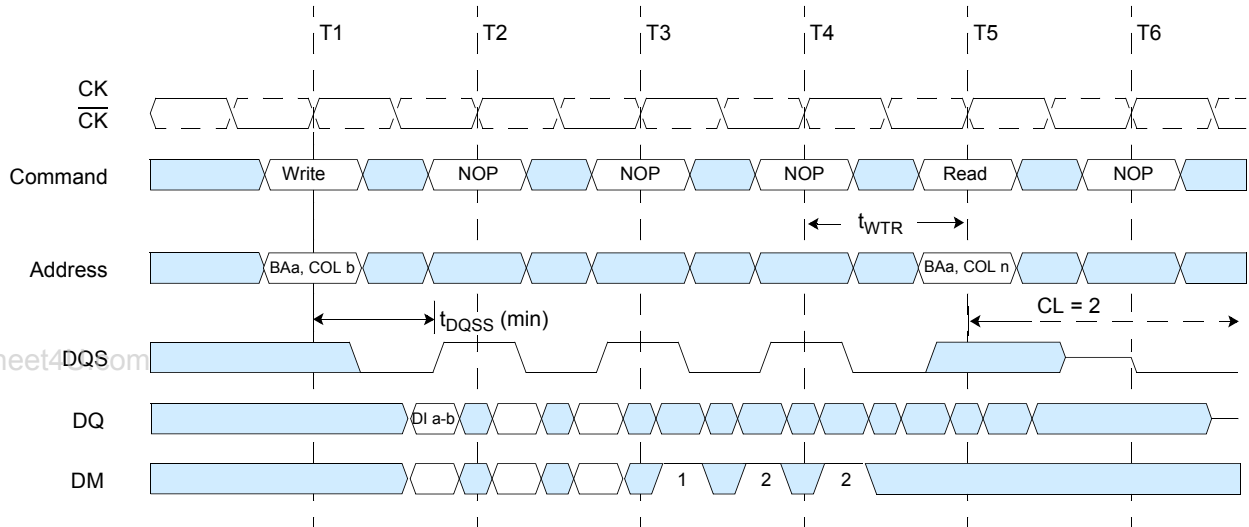 T1 T2 T3 T4 T5 T6
CK
CK
Command Write NOP NOP NOP Read NOP
tWTR
Address BAa, COL b BAa, COL n
tDQSS (min) CL = 2
DQS
DQ DI a-b
DM 1 2 2